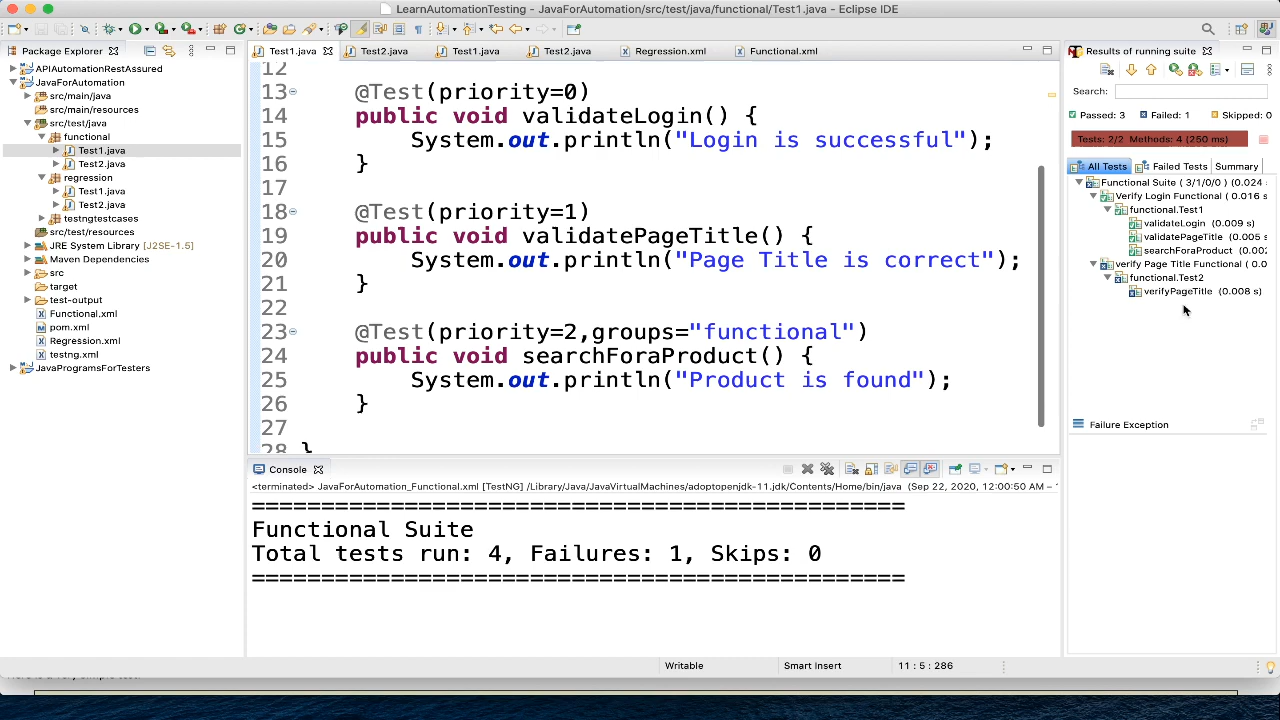 LearnAutomationTesting - JavaForAutomation/src/test/java/functional/Test1.java - Eclipse IDE
Package Explorer
APIAutomationRestAssured
JavaForAutomation
src/main/java
src/main/resources
src/test/java
functional
Test1.java
Test2.java
regression
Test1.java
Test2.java
testngtestcases
src/test/resources
JRE System Library [J2SE-1.5]
Maven Dependencies
src
target
test-output
Functional.xml
pom.xml
Regression.xml
testng.xml
JavaProgramsForTesters
Test1.java
Test2.java
Test1.java
Test2.java
Regression.xml
Functional.xml
12
13 @Test(priority=0)
14 public void validateLogin() {
15 System.out.println("Login is successful");
16 }
17
18 @Test(priority=1)
19 public void validatePageTitle() {
20 System.out.println("Page Title is correct");
21 }
22
23 @Test(priority=2,groups="functional")
24 public void searchForaProduct() {
25 System.out.println("Product is found");
26 }
27
28 }
Console
<terminated> JavaForAutomation_Functional.xml [TestNG] /Library/Java/JavaVirtualMachines/adoptopenjdk-11.jdk/Contents/Home/bin/java (Sep 22, 2020, 12:00:50 AM –
===============================================
Functional Suite
Total tests run: 4, Failures: 1, Skips: 0
===============================================
Results of running suite
Search:
Passed: 3 Failed: 1 Skipped: 0
Tests: 2/2 Methods: 4 (250 ms)
All Tests Failed Tests Summary
Functional Suite ( 3/1/0/0 ) (0.024
Verify Login Functional ( 0.016 s
functional.Test1
validateLogin (0.009 s)
validatePageTitle (0.005 s
searchForaProduct (0.00
verify Page Title Functional ( 0.0
functional.Test2
verifyPageTitle (0.008 s)
Failure Exception
Writable Smart Insert 11 : 5 : 286